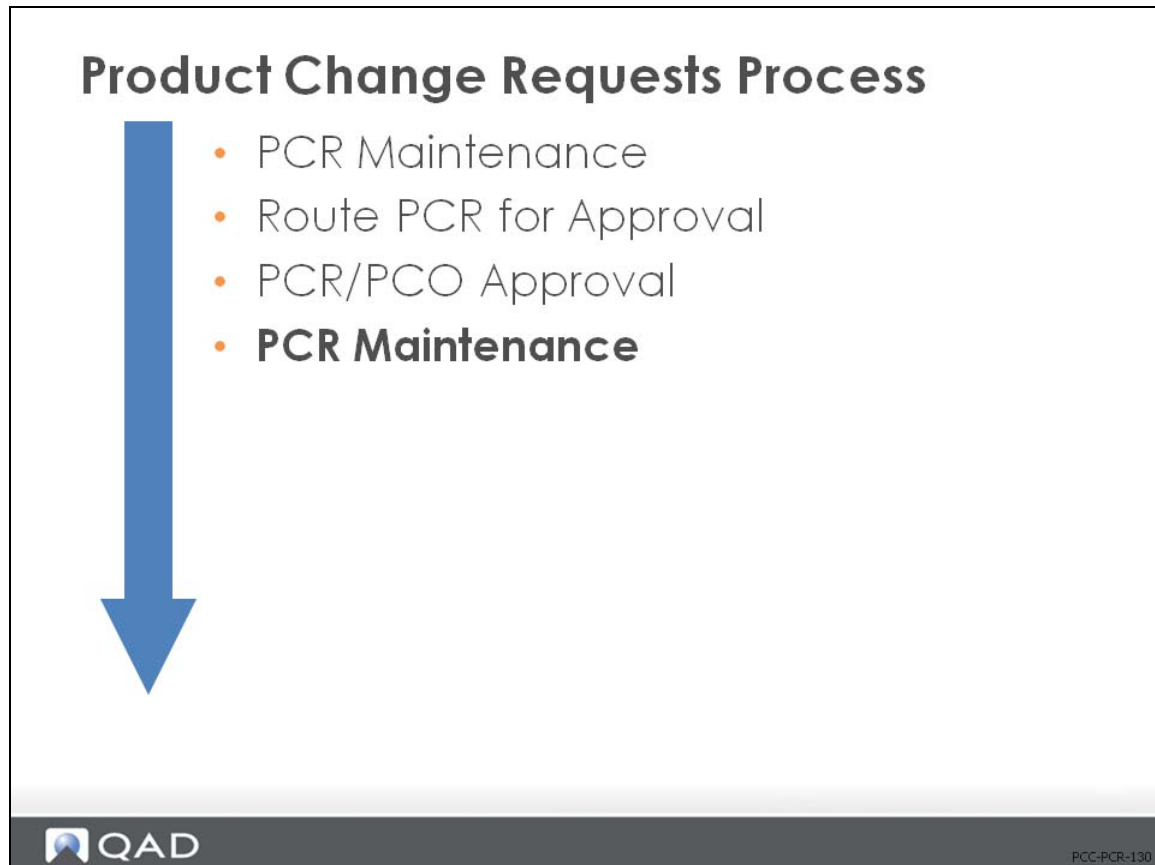 Product Change Requests Process
• PCR Maintenance
• Route PCR for Approval
• PCR/PCO Approval
• PCR Maintenance
QAD
PCC-PCR-130